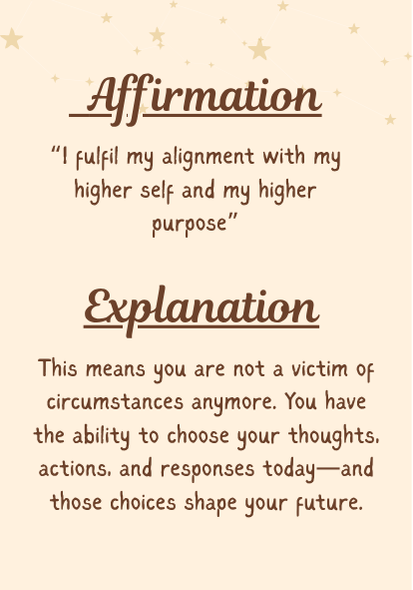 Affirmation
“I fulfil my alignment with my
higher self and my higher
purpose”
Explanation
This means you are not a victim of
circumstances anymore. You have
the ability to choose your thoughts,
actions, and responses today—and
those choices shape your future.